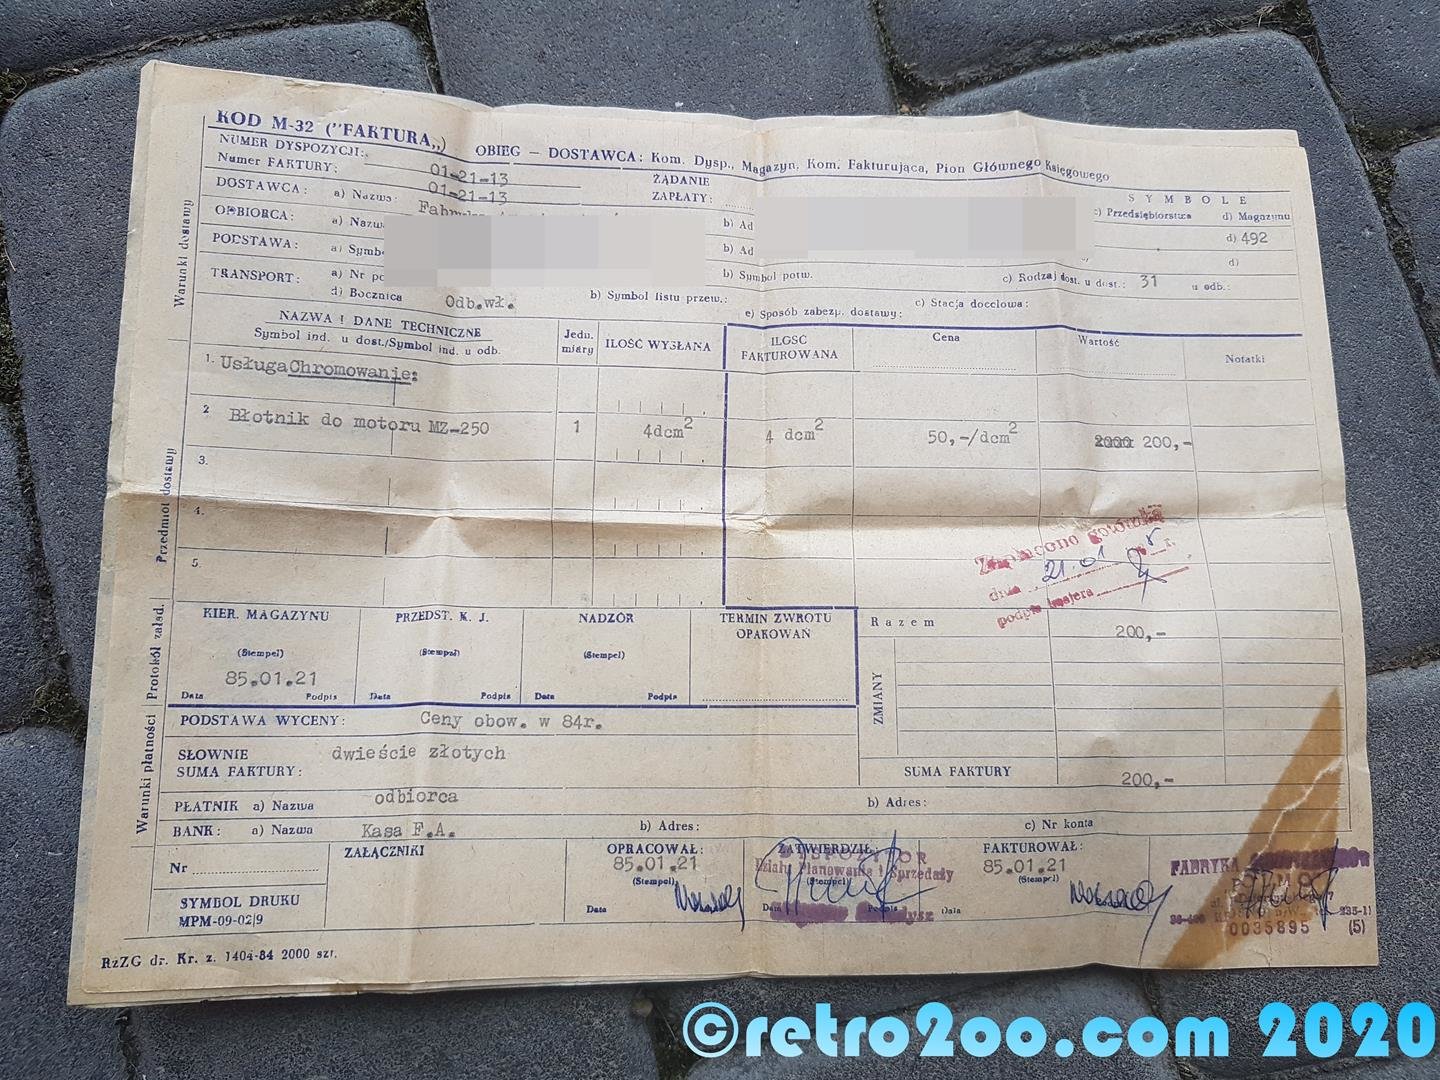 KOD M-32 ("FAKTURA„)
OBIEG — DOSTAWCA: Kom. Dysp., Magazyn, Kom. Fakturująca, Pion Głównego Księgowego
NUMER DYSPOZYCJI: 01-21-13
Numer FAKTURY: 01-21-13
ŻĄDANIE
ZAPŁATY:
SYMBOLE
DOSTAWCA: a) Nazwa:
b) Ad
c) Przedsiębiorstwa d) Magazynu
ODBIORCA: a) Nazw
b) Ad
d) 492
PODSTAWA: a) Symb
b) Symbol potw.
c) Rodzaj dost. u dost.: 31 u odb.:
d)
TRANSPORT: a) Nr po
d) Bocznica Odb.wł.
b) Symbol listu przew.:
c) Stacja docelowa:
e) Sposób zabezp. dostawy:
Warunki dostawy
NAZWA I DANE TECHNICZNE
Symbol ind. u dost./Symbol ind. u odb.
Jedn. miary
ILOŚĆ WYSŁANA
ILGSC FAKTUROWANA
Cena
Wartość
Notatki
1. Usługa Chromowanie:
2 Błotnik do motoru MZ-250 1 4dcm2 4 dcm2 50,-/dcm2 200,-
3.
4.
5.
Przedmiot dostawy
gotówką
dnia 21.01
KIER. MAGAZYNU
(Stempel)
85.01.21
Data Podpis
PRZEDST. K. J.
(Stempel)
Data Podpis
NADZÓR
(Stempel)
Data Podpis
TERMIN ZWROTU
OPAKOWAŃ
Razem 200,-
ZMIANY
Protokół załad.
PODSTAWA WYCENY: Ceny obow. w 84r.
SŁOWNIE
SUMA FAKTURY: dwieście złotych
SUMA FAKTURY 200,-
Warunki płatności
PŁATNIK a) Nazwa odbiorca
b) Adres:
BANK: a) Nazwa Kasa F.A.
b) Adres:
c) Nr konta
Nr
ZAŁĄCZNIKI
OPRACOWAŁ:
85.01.21
(Stempel)
Data
ZATWIERDZIŁ:
(Stempel)
DYSPOZYTOR
Działu Planowania i Sprzedaży
FAKTUROWAŁ:
85.01.21
(Stempel)
Data
FABRYKA
0035895 (5)
SYMBOL DRUKU
MPM-09-02|9
RzZG dr. Kr. z. 1404-84 2000 szt.
©retro2oo.com 2020